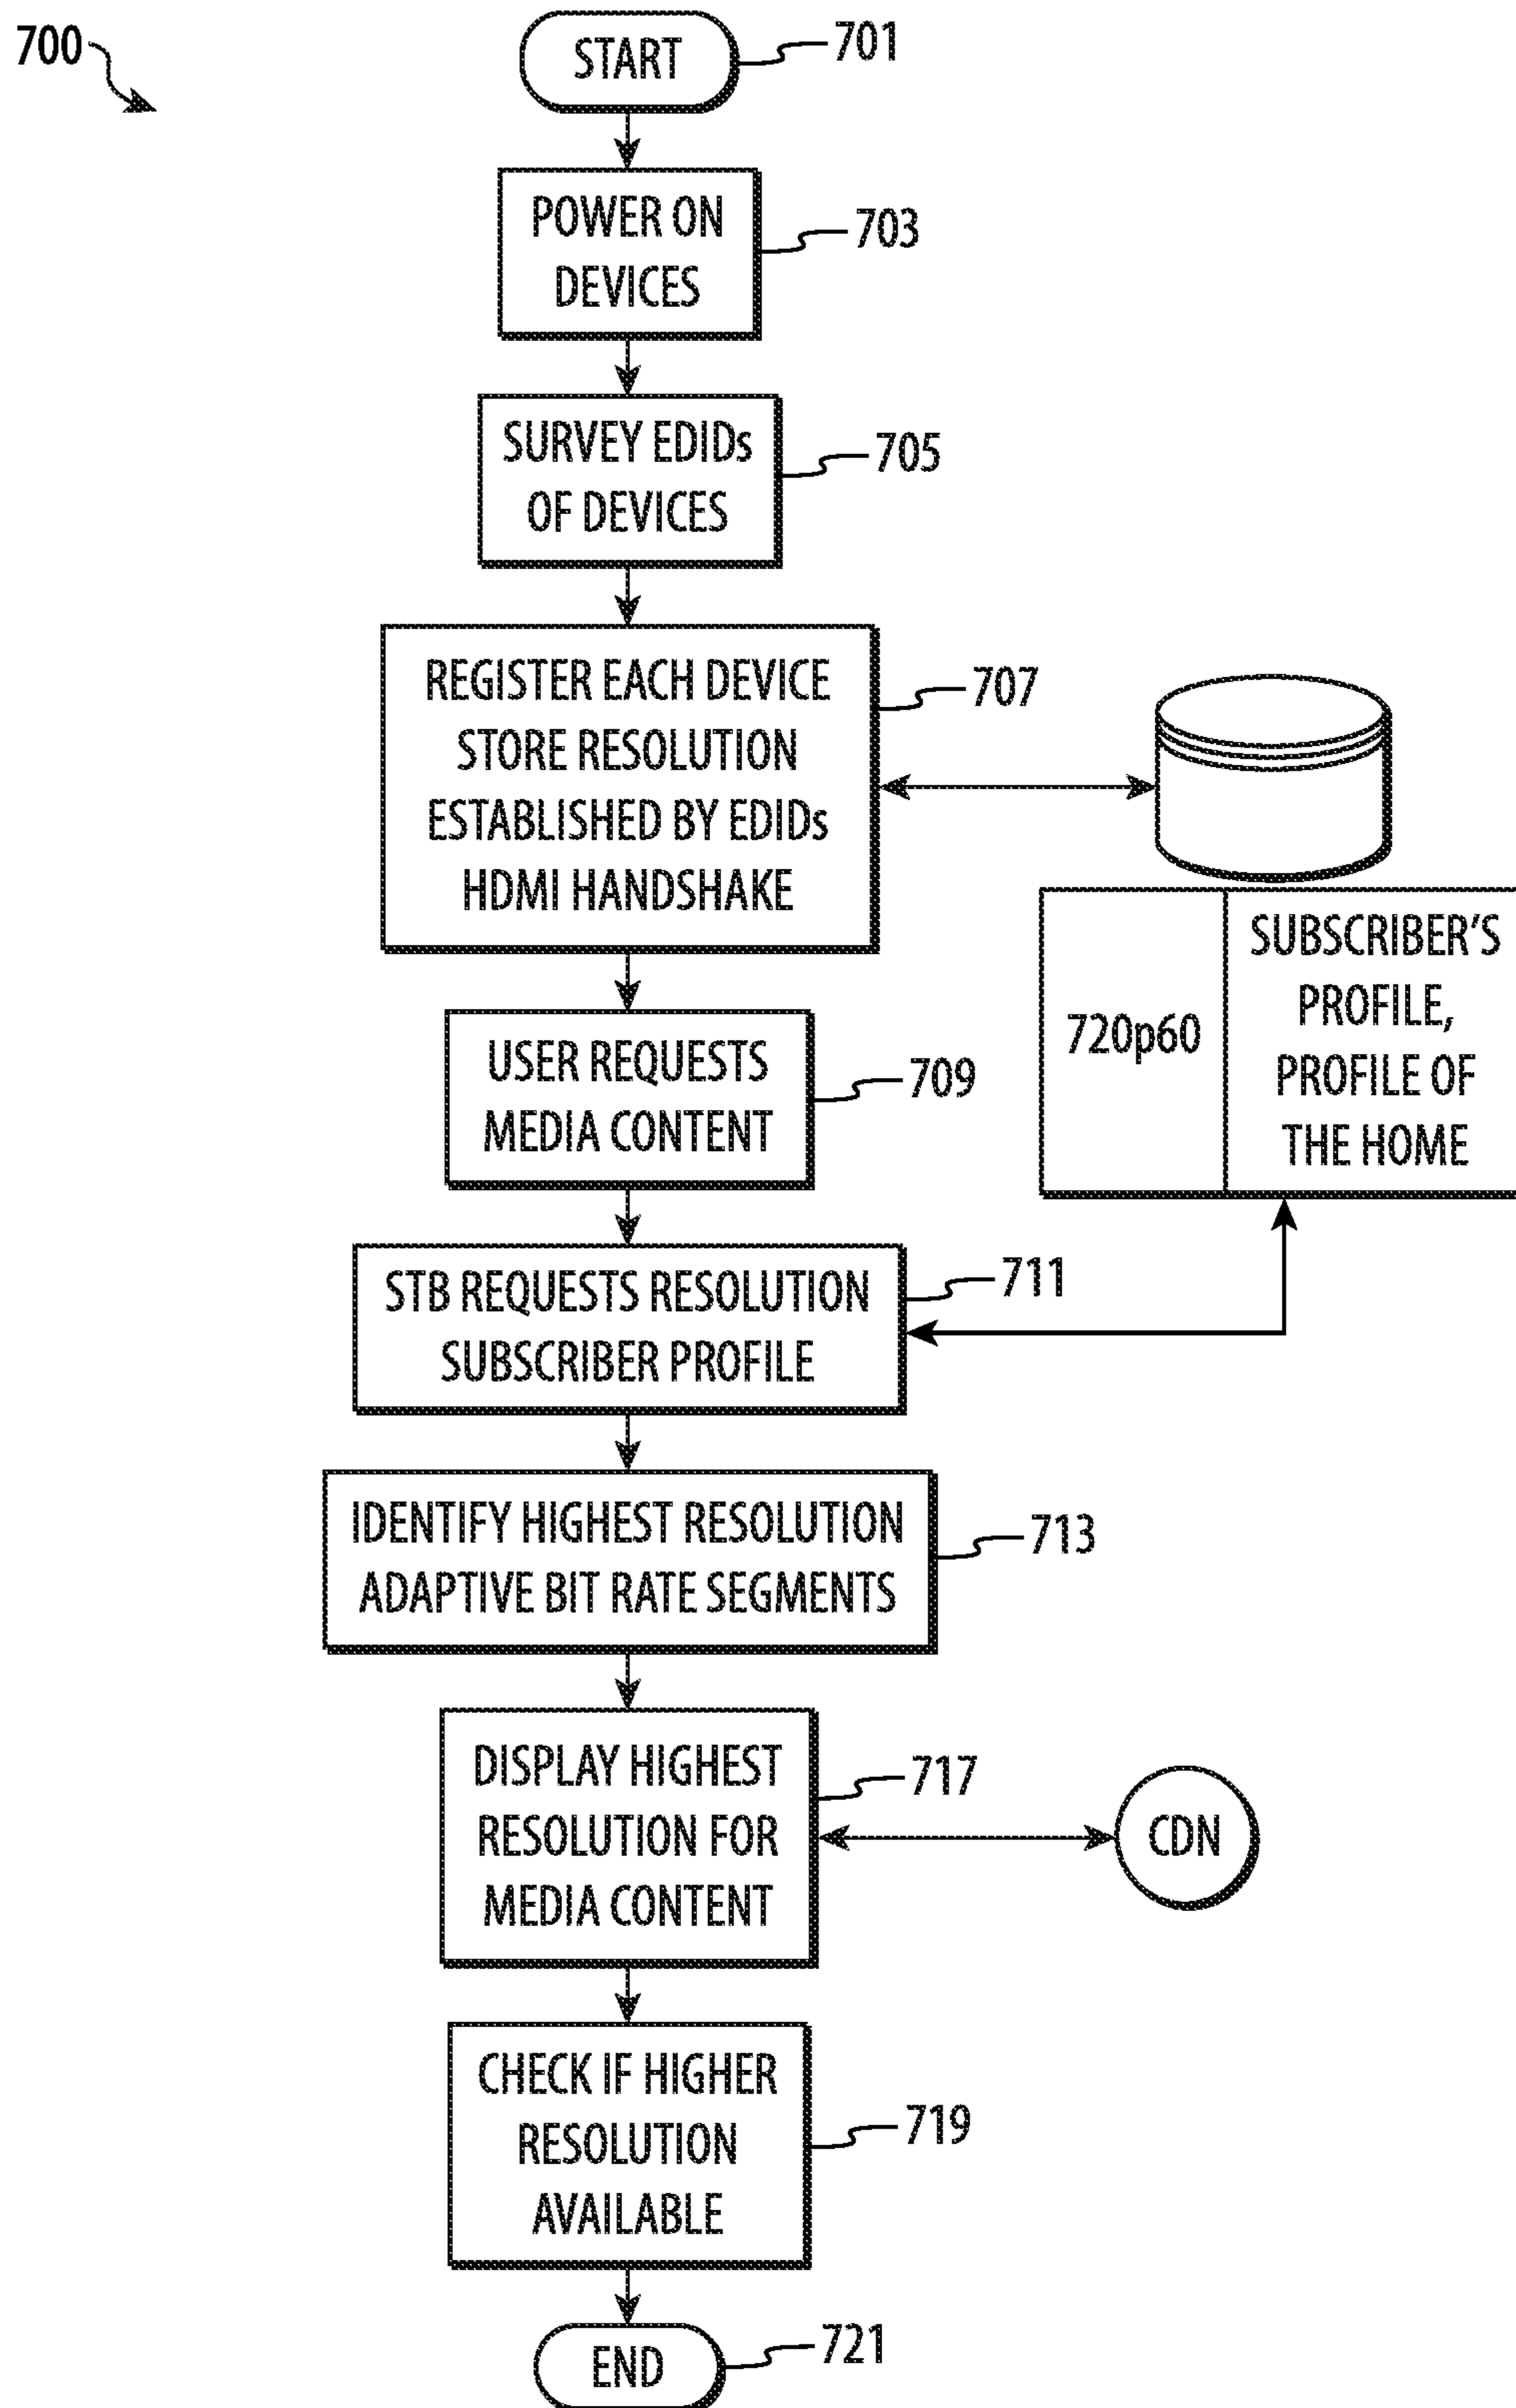 700
START
701
POWER ON
DEVICES
703
SURVEY EDIDs
OF DEVICES
705
REGISTER EACH DEVICE
STORE RESOLUTION
ESTABLISHED BY EDIDs
HDMI HANDSHAKE
707
720p60
SUBSCRIBER’S
PROFILE,
PROFILE OF
THE HOME
USER REQUESTS
MEDIA CONTENT
709
STB REQUESTS RESOLUTION
SUBSCRIBER PROFILE
711
IDENTIFY HIGHEST RESOLUTION
ADAPTIVE BIT RATE SEGMENTS
713
DISPLAY HIGHEST
RESOLUTION FOR
MEDIA CONTENT
717
CDN
CHECK IF HIGHER
RESOLUTION
AVAILABLE
719
END
721